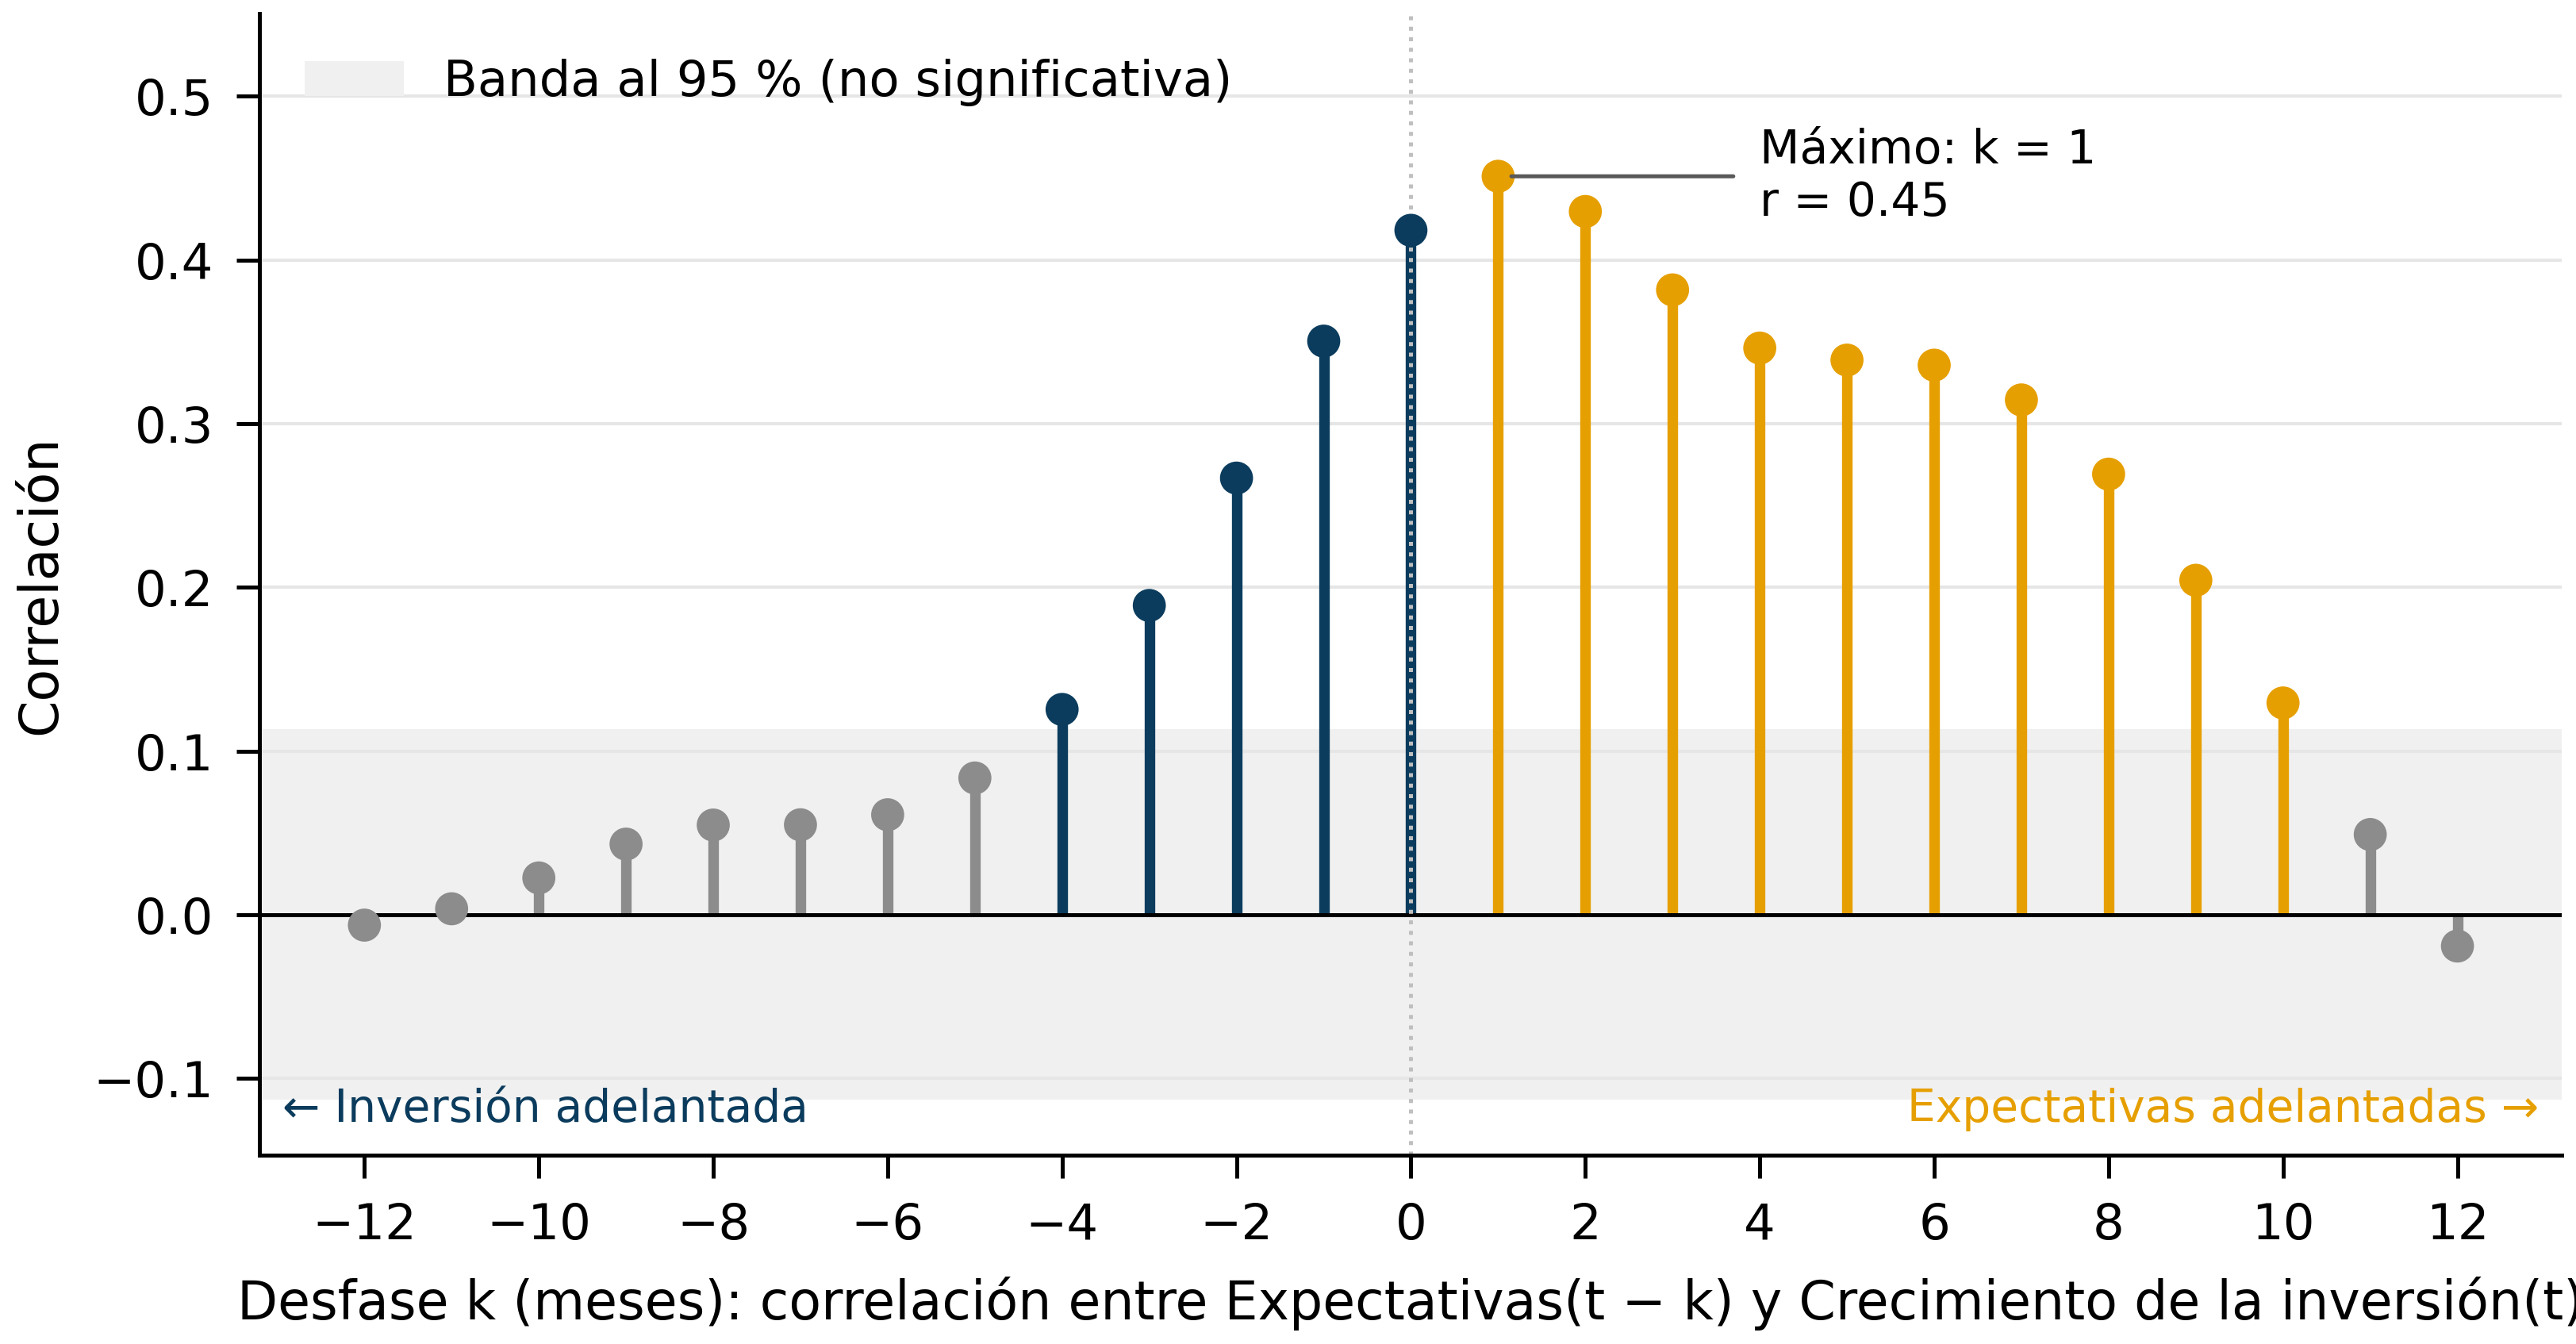 Banda al 95 % (no significativa)
Máximo: k = 1
r = 0.45
Correlación
0.5
0.4
0.3
0.2
0.1
0.0
−0.1
← Inversión adelantada
Expectativas adelantadas →
−12 −10 −8 −6 −4 −2 0 2 4 6 8 10 12
Desfase k (meses): correlación entre Expectativas(t − k) y Crecimiento de la inversión(t)